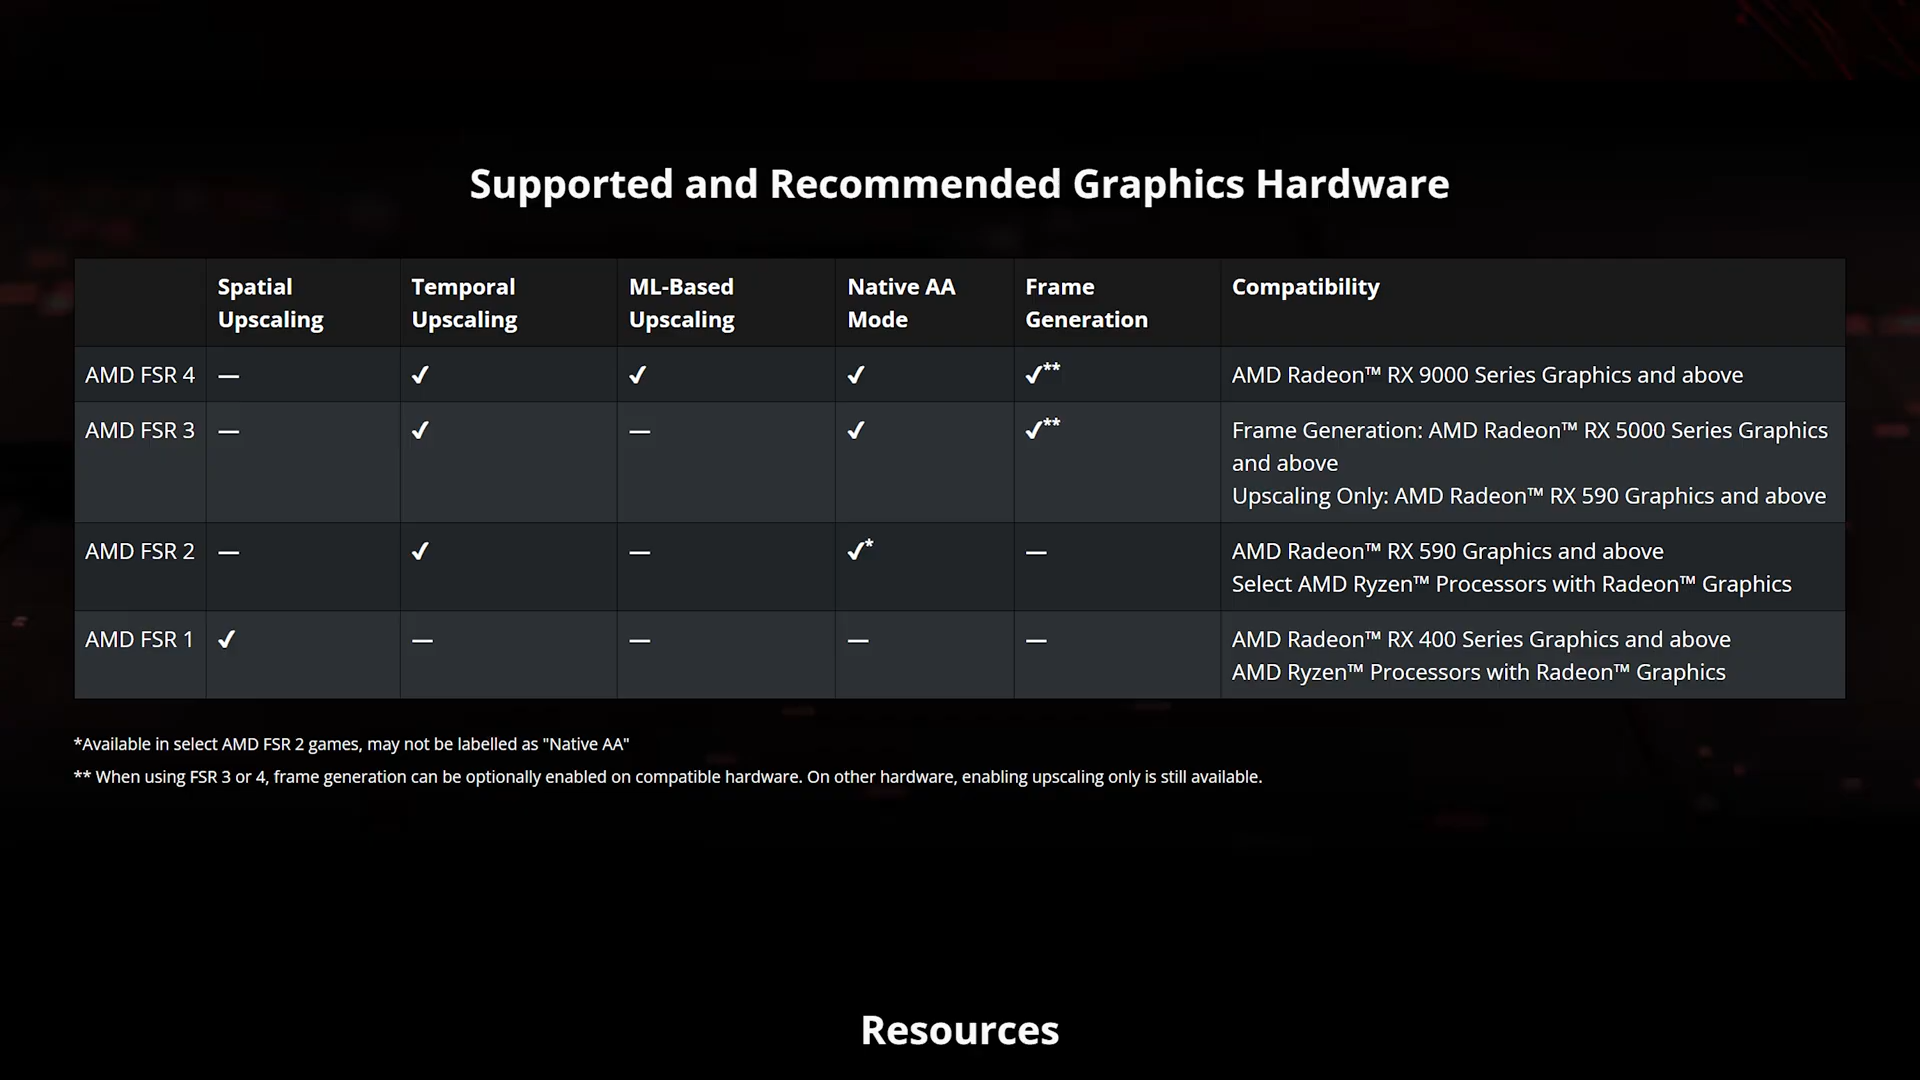 Supported and Recommended Graphics Hardware
Spatial Upscaling
Temporal Upscaling
ML-Based Upscaling
Native AA Mode
Frame Generation
Compatibility
AMD FSR 4 — ✓ ✓ ✓ ✓** AMD Radeon™ RX 9000 Series Graphics and above
AMD FSR 3 — ✓ — ✓ ✓** Frame Generation: AMD Radeon™ RX 5000 Series Graphics
and above
Upscaling Only: AMD Radeon™ RX 590 Graphics and above
AMD FSR 2 — ✓ — ✓* — AMD Radeon™ RX 590 Graphics and above
Select AMD Ryzen™ Processors with Radeon™ Graphics
AMD FSR 1 ✓ — — — — AMD Radeon™ RX 400 Series Graphics and above
AMD Ryzen™ Processors with Radeon™ Graphics
*Available in select AMD FSR 2 games, may not be labelled as "Native AA"
** When using FSR 3 or 4, frame generation can be optionally enabled on compatible hardware. On other hardware, enabling upscaling only is still available.
Resources